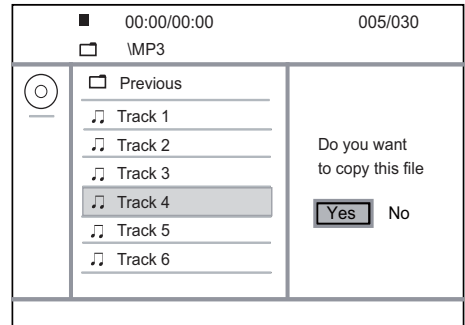 00:00/00:00 005/030
\MP3
Previous
Track 1
Track 2
Track 3
Track 4
Track 5
Track 6
Do you want
to copy this file
Yes No